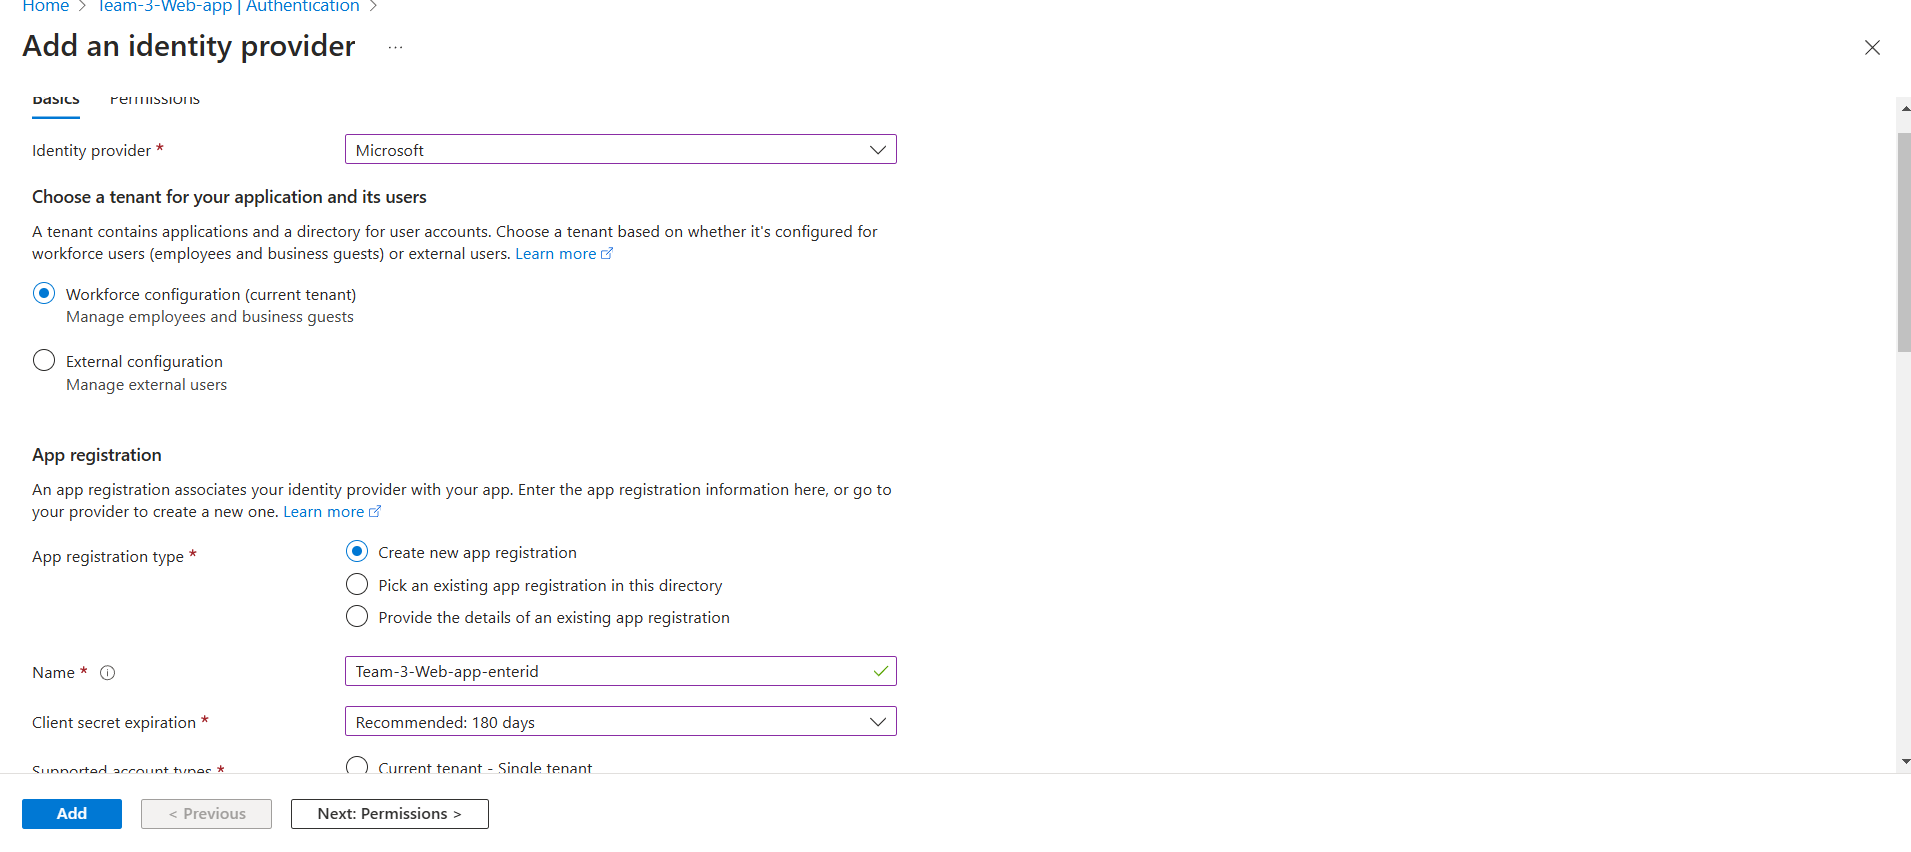 Home > Team-3-Web-app | Authentication >
Add an identity provider ...
Basics Permissions
Identity provider * Microsoft
Choose a tenant for your application and its users
A tenant contains applications and a directory for user accounts. Choose a tenant based on whether it's configured for
workforce users (employees and business guests) or external users. Learn more
Workforce configuration (current tenant)
Manage employees and business guests
External configuration
Manage external users
App registration
An app registration associates your identity provider with your app. Enter the app registration information here, or go to
your provider to create a new one. Learn more
App registration type * Create new app registration
Pick an existing app registration in this directory
Provide the details of an existing app registration
Name * Team-3-Web-app-enterid
Client secret expiration * Recommended: 180 days
Supported account types * Current tenant - Single tenant
Add < Previous Next: Permissions >